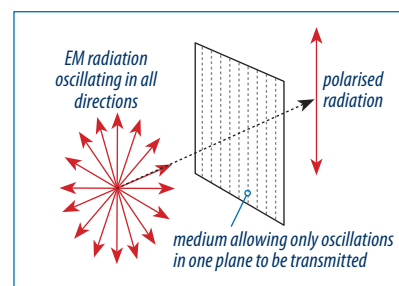 EM radiation
oscillating in all
directions
polarised
radiation
medium allowing only oscillations
in one plane to be transmitted